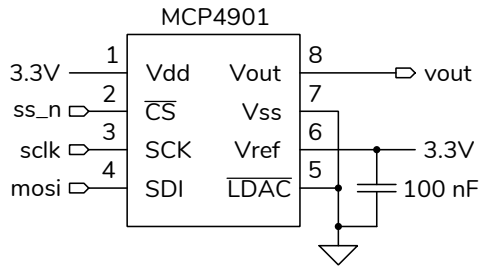 MCP4901
3.3V 1 Vdd Vout 8 vout
ss_n 2 CS Vss 7
sclk 3 SCK Vref 6 3.3V
mosi 4 SDI LDAC 5 100 nF